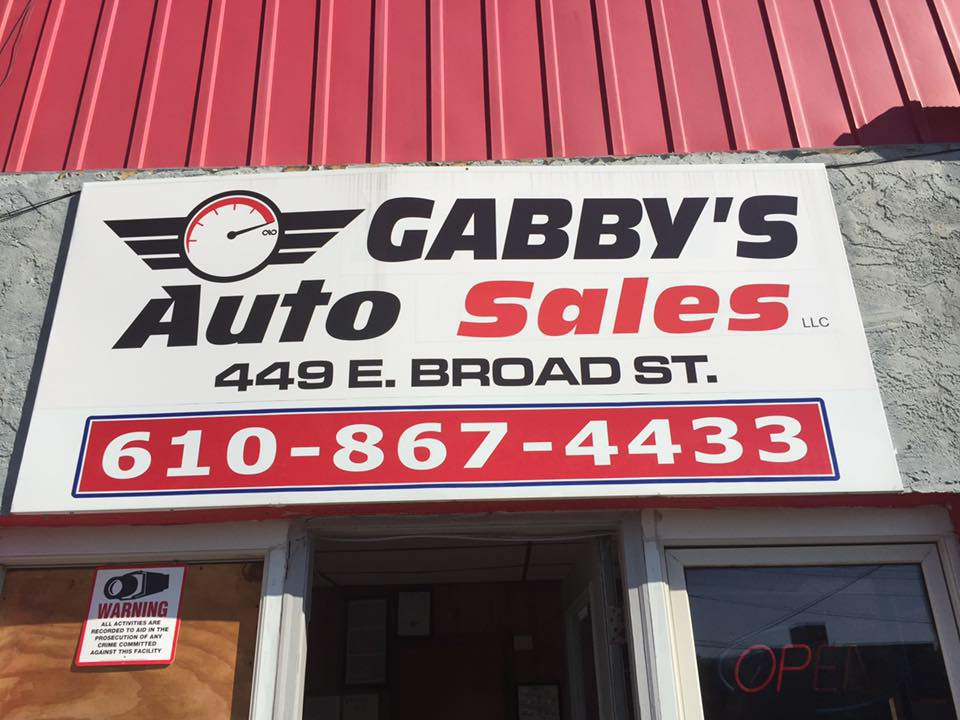 GABBY'S
Auto Sales LLC
449 E. BROAD ST.
610-867-4433
WARNING
ALL ACTIVITIES ARE
RECORDED TO AID IN THE
PROSECUTION OF ANY
CRIME COMMITTED
AGAINST THIS FACILITY
OPEN